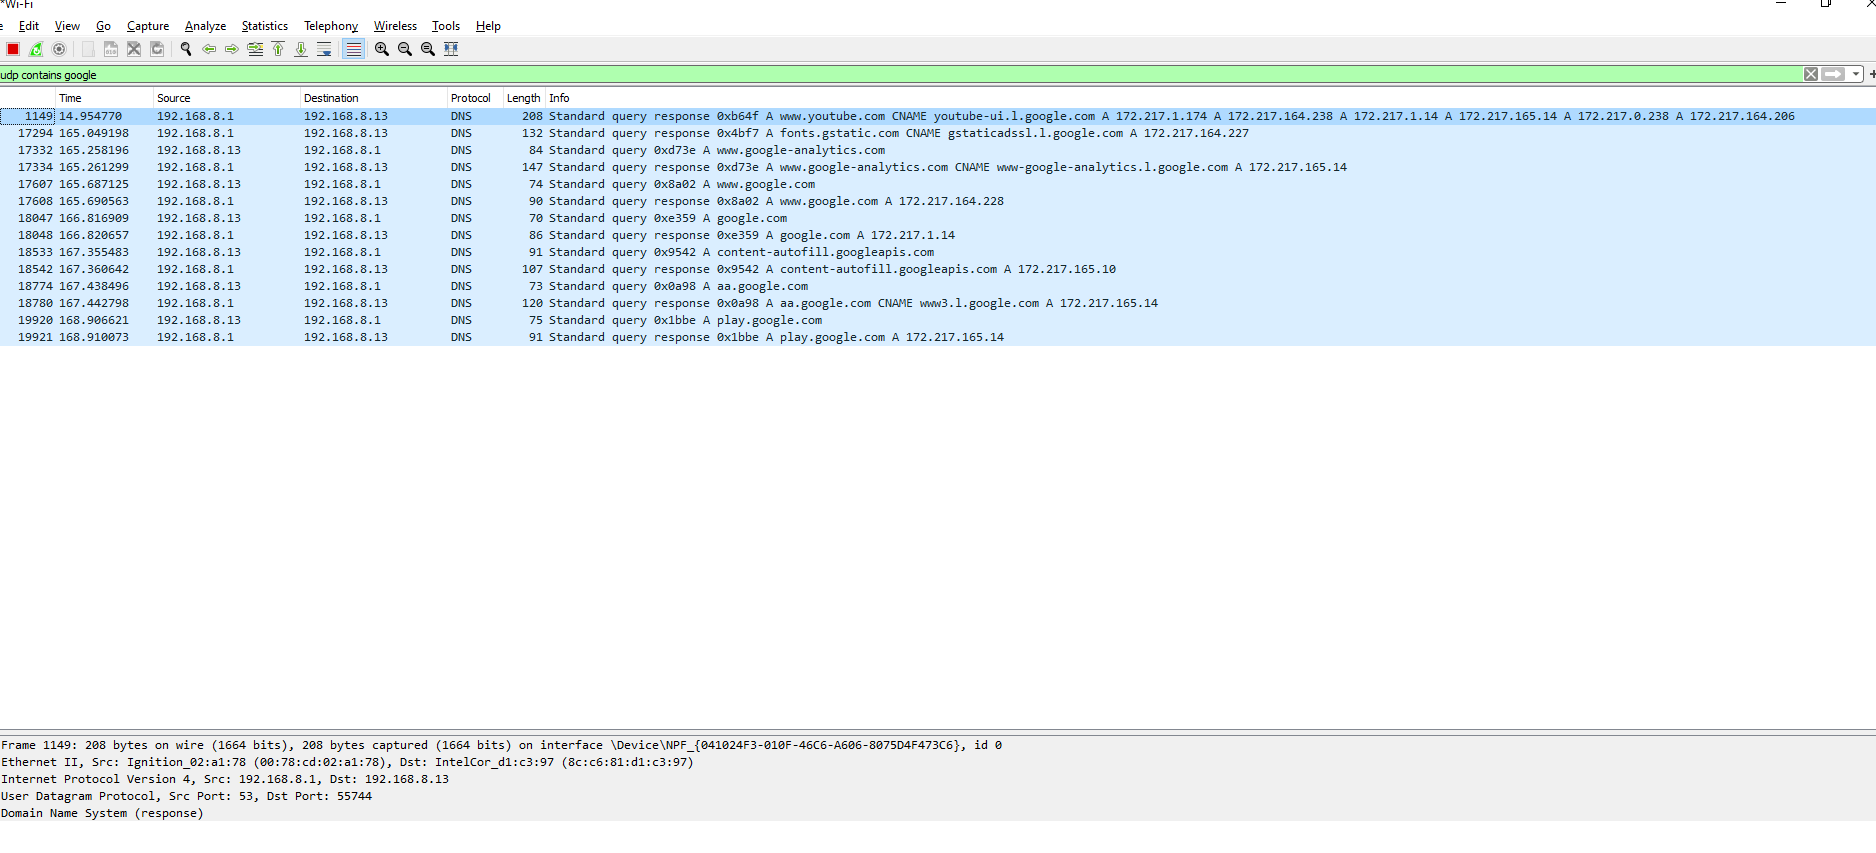 *Wi-Fi
Edit View Go Capture Analyze Statistics Telephony Wireless Tools Help
udp contains google
Time Source Destination Protocol Length Info
1149 14.954770 192.168.8.1 192.168.8.13 DNS 208 Standard query response 0xb64f A www.youtube.com CNAME youtube-ui.l.google.com A 172.217.1.174 A 172.217.164.238 A 172.217.1.14 A 172.217.165.14 A 172.217.0.238 A 172.217.164.206
17294 165.049198 192.168.8.1 192.168.8.13 DNS 132 Standard query response 0x4bf7 A fonts.gstatic.com CNAME gstaticadssl.l.google.com A 172.217.164.227
17332 165.258196 192.168.8.13 192.168.8.1 DNS 84 Standard query 0xd73e A www.google-analytics.com
17334 165.261299 192.168.8.1 192.168.8.13 DNS 147 Standard query response 0xd73e A www.google-analytics.com CNAME www-google-analytics.l.google.com A 172.217.165.14
17607 165.687125 192.168.8.13 192.168.8.1 DNS 74 Standard query 0x8a02 A www.google.com
17608 165.690563 192.168.8.1 192.168.8.13 DNS 90 Standard query response 0x8a02 A www.google.com A 172.217.164.228
18047 166.816909 192.168.8.13 192.168.8.1 DNS 70 Standard query 0xe359 A google.com
18048 166.820657 192.168.8.1 192.168.8.13 DNS 86 Standard query response 0xe359 A google.com A 172.217.1.14
18533 167.355483 192.168.8.13 192.168.8.1 DNS 91 Standard query 0x9542 A content-autofill.googleapis.com
18542 167.360642 192.168.8.1 192.168.8.13 DNS 107 Standard query response 0x9542 A content-autofill.googleapis.com A 172.217.165.10
18774 167.438496 192.168.8.13 192.168.8.1 DNS 73 Standard query 0x0a98 A aa.google.com
18780 167.442798 192.168.8.1 192.168.8.13 DNS 120 Standard query response 0x0a98 A aa.google.com CNAME www3.l.google.com A 172.217.165.14
19920 168.906621 192.168.8.13 192.168.8.1 DNS 75 Standard query 0x1bbe A play.google.com
19921 168.910073 192.168.8.1 192.168.8.13 DNS 91 Standard query response 0x1bbe A play.google.com A 172.217.165.14
Frame 1149: 208 bytes on wire (1664 bits), 208 bytes captured (1664 bits) on interface \Device\NPF_{041024F3-010F-46C6-A606-8075D4F473C6}, id 0
Ethernet II, Src: Ignition_02:a1:78 (00:78:cd:02:a1:78), Dst: IntelCor_d1:c3:97 (8c:c6:81:d1:c3:97)
Internet Protocol Version 4, Src: 192.168.8.1, Dst: 192.168.8.13
User Datagram Protocol, Src Port: 53, Dst Port: 55744
Domain Name System (response)